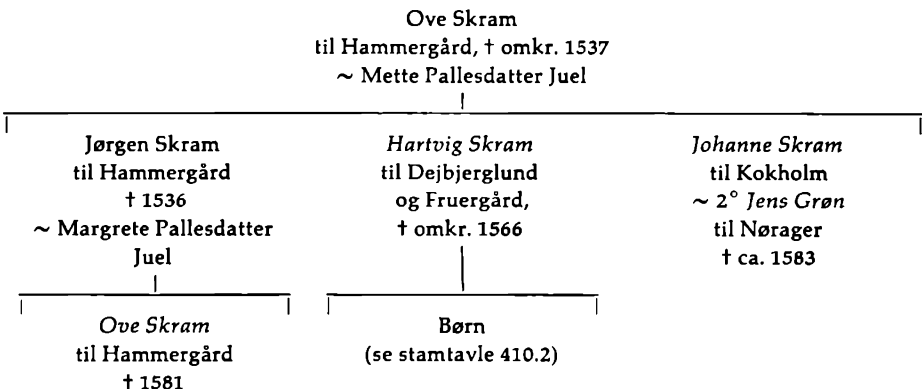 Ove Skram
til Hammergård, † omkr. 1537
~ Mette Pallesdatter Juel
Jørgen Skram
til Hammergård
† 1536
~ Margrete Pallesdatter
Juel
Hartvig Skram
til Dejbjerglund
og Fruergård,
† omkr. 1566
Johanne Skram
til Kokholm
~ 2° Jens Grøn
til Nørager
† ca. 1583
Ove Skram
til Hammergård
† 1581
Børn
(se stamtavle 410.2)